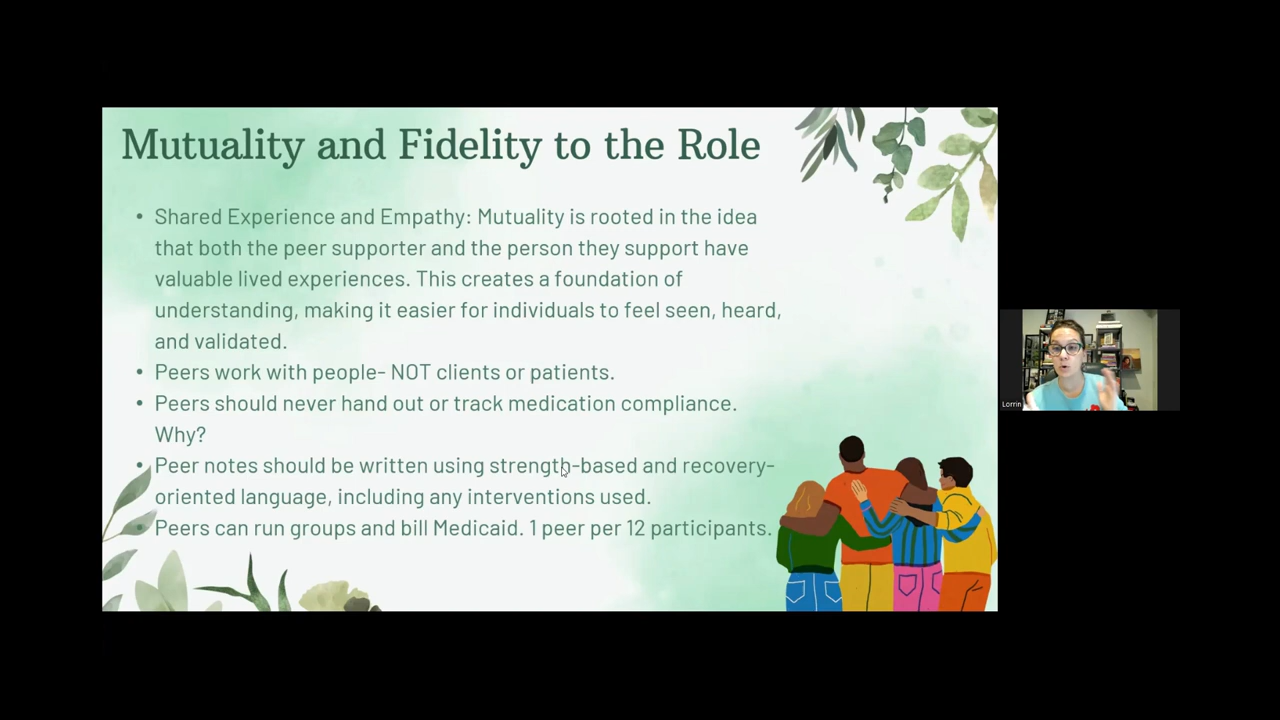 Mutuality and Fidelity to the Role
• Shared Experience and Empathy: Mutuality is rooted in the idea
that both the peer supporter and the person they support have
valuable lived experiences. This creates a foundation of
understanding, making it easier for individuals to feel seen, heard,
and validated.
• Peers work with people- NOT clients or patients.
• Peers should never hand out or track medication compliance.
Why?
• Peer notes should be written using strength-based and recovery-
oriented language, including any interventions used.
• Peers can run groups and bill Medicaid. 1 peer per 12 participants.
Lorrin